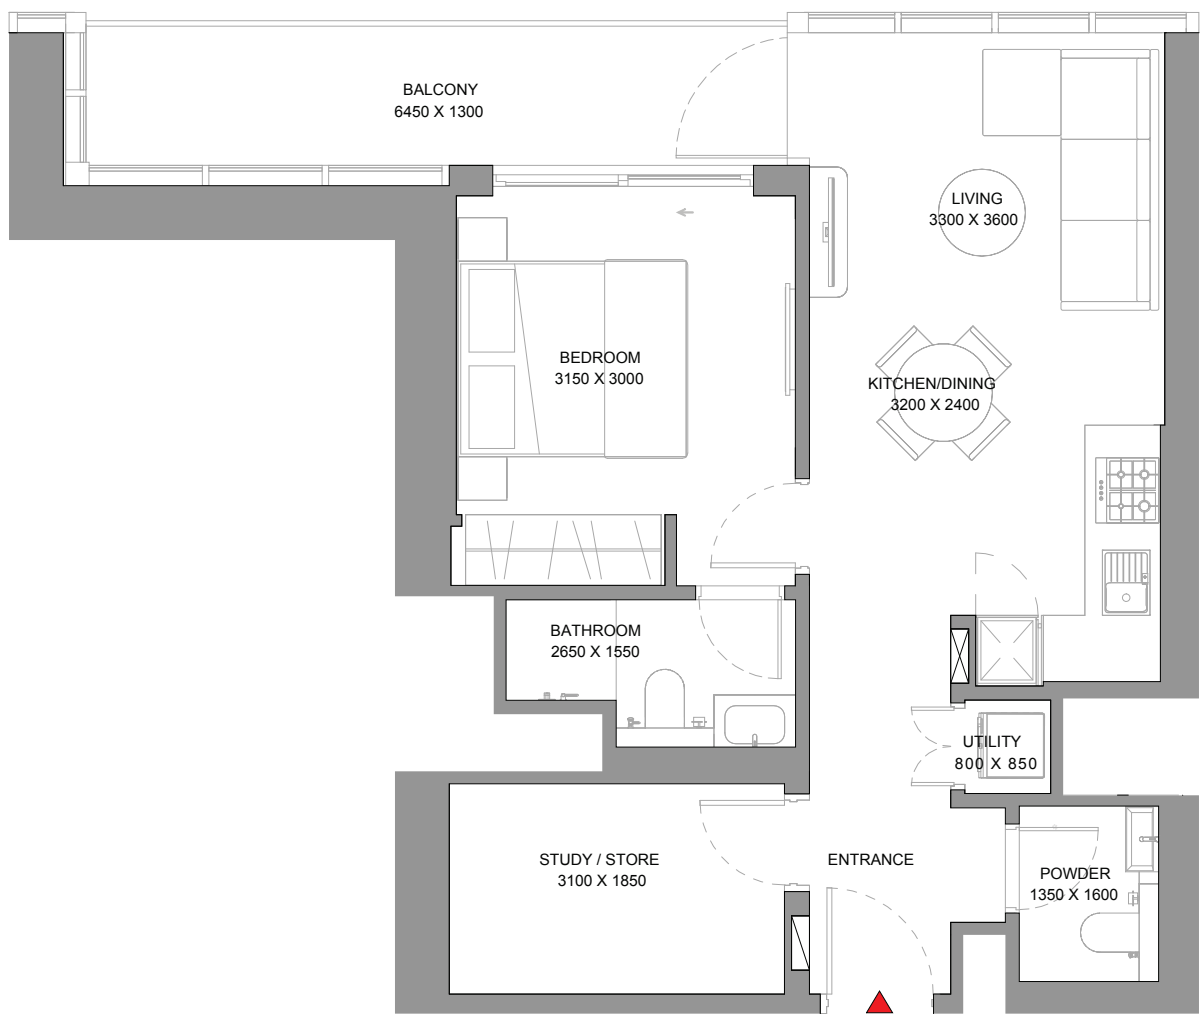 BALCONY
6450 X 1300
LIVING
3300 X 3600
BEDROOM
3150 X 3000
KITCHEN/DINING
3200 X 2400
BATHROOM
2650 X 1550
UTILITY
800 X 850
STUDY / STORE
3100 X 1850
ENTRANCE
POWDER
1350 X 1600